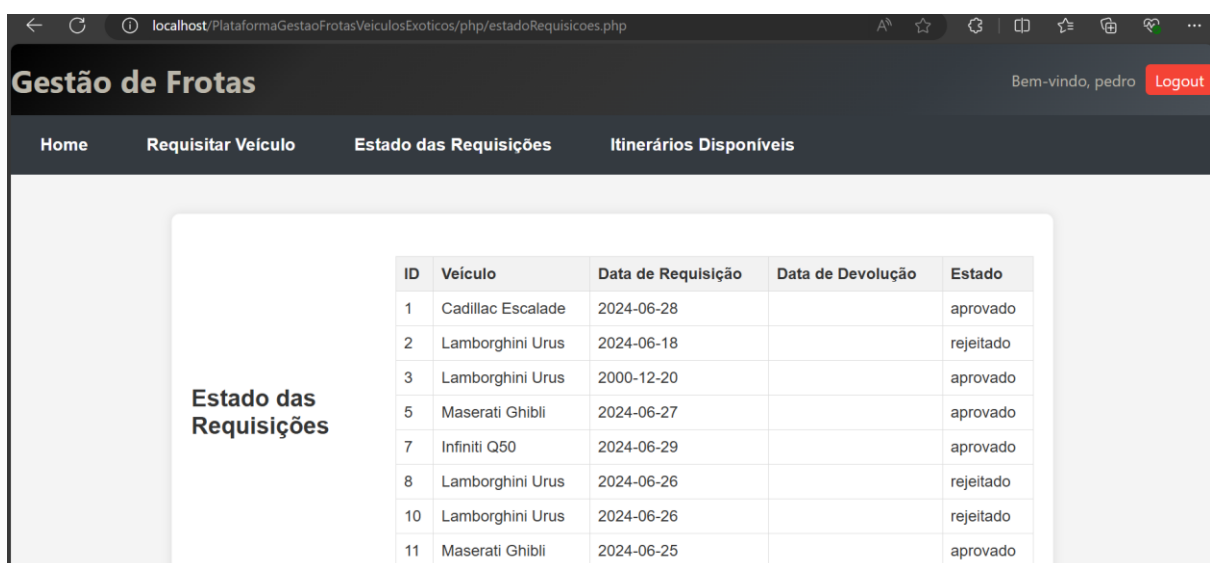 localhost/PlataformaGestaoFrotasVeiculosExoticos/php/estadoRequisicoes.php
Gestão de Frotas
Bem-vindo, pedro Logout
Home Requisitar Veículo Estado das Requisições Itinerários Disponíveis
Estado das
Requisições
ID Veículo Data de Requisição Data de Devolução Estado
1 Cadillac Escalade 2024-06-28 aprovado
2 Lamborghini Urus 2024-06-18 rejeitado
3 Lamborghini Urus 2000-12-20 aprovado
5 Maserati Ghibli 2024-06-27 aprovado
7 Infiniti Q50 2024-06-29 aprovado
8 Lamborghini Urus 2024-06-26 rejeitado
10 Lamborghini Urus 2024-06-26 rejeitado
11 Maserati Ghibli 2024-06-25 aprovado